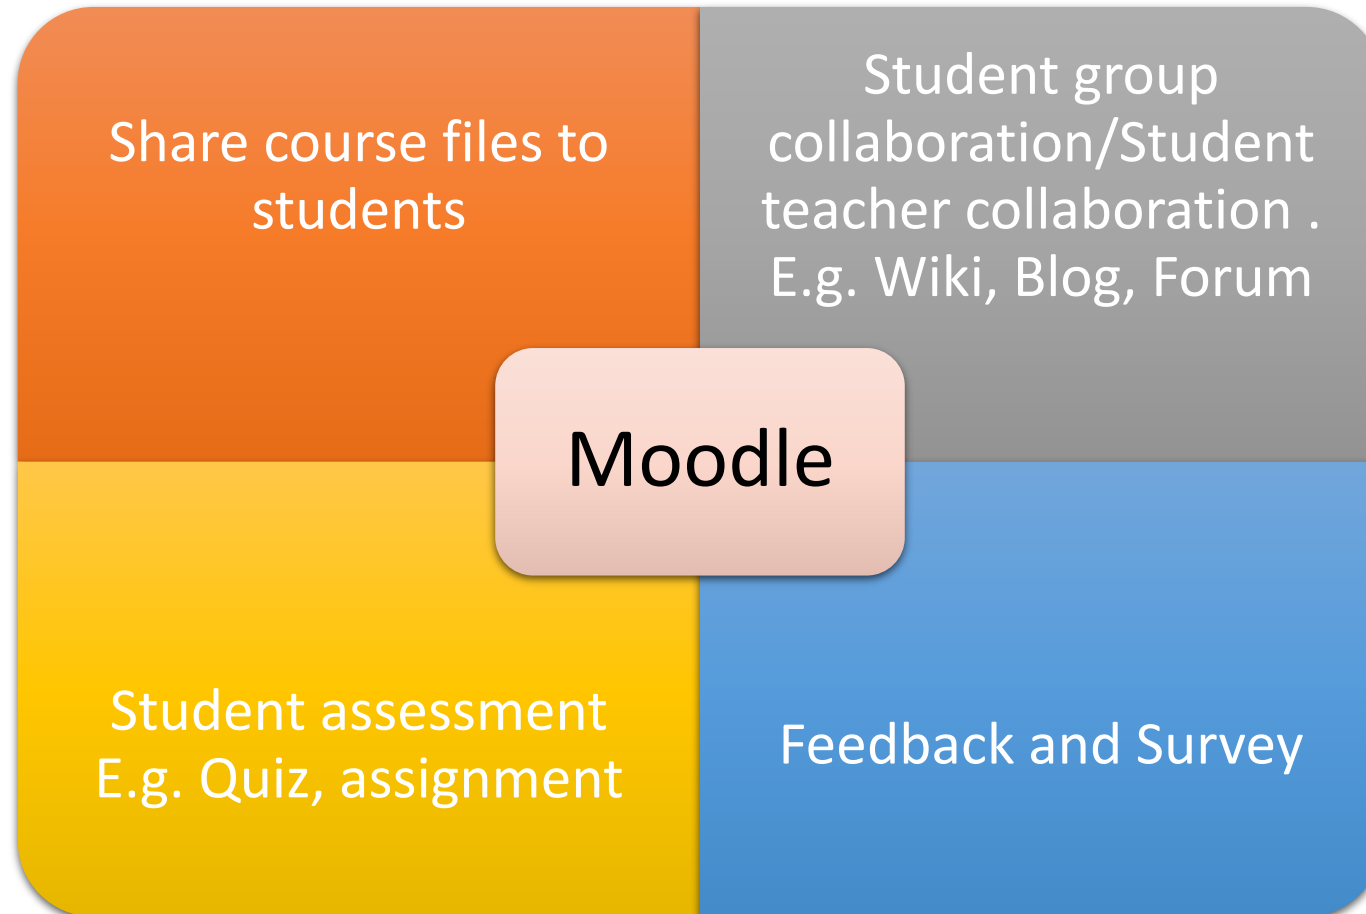 Share course files to
students
Student group
collaboration/Student
teacher collaboration .
E.g. Wiki, Blog, Forum
Moodle
Student assessment
E.g. Quiz, assignment
Feedback and Survey